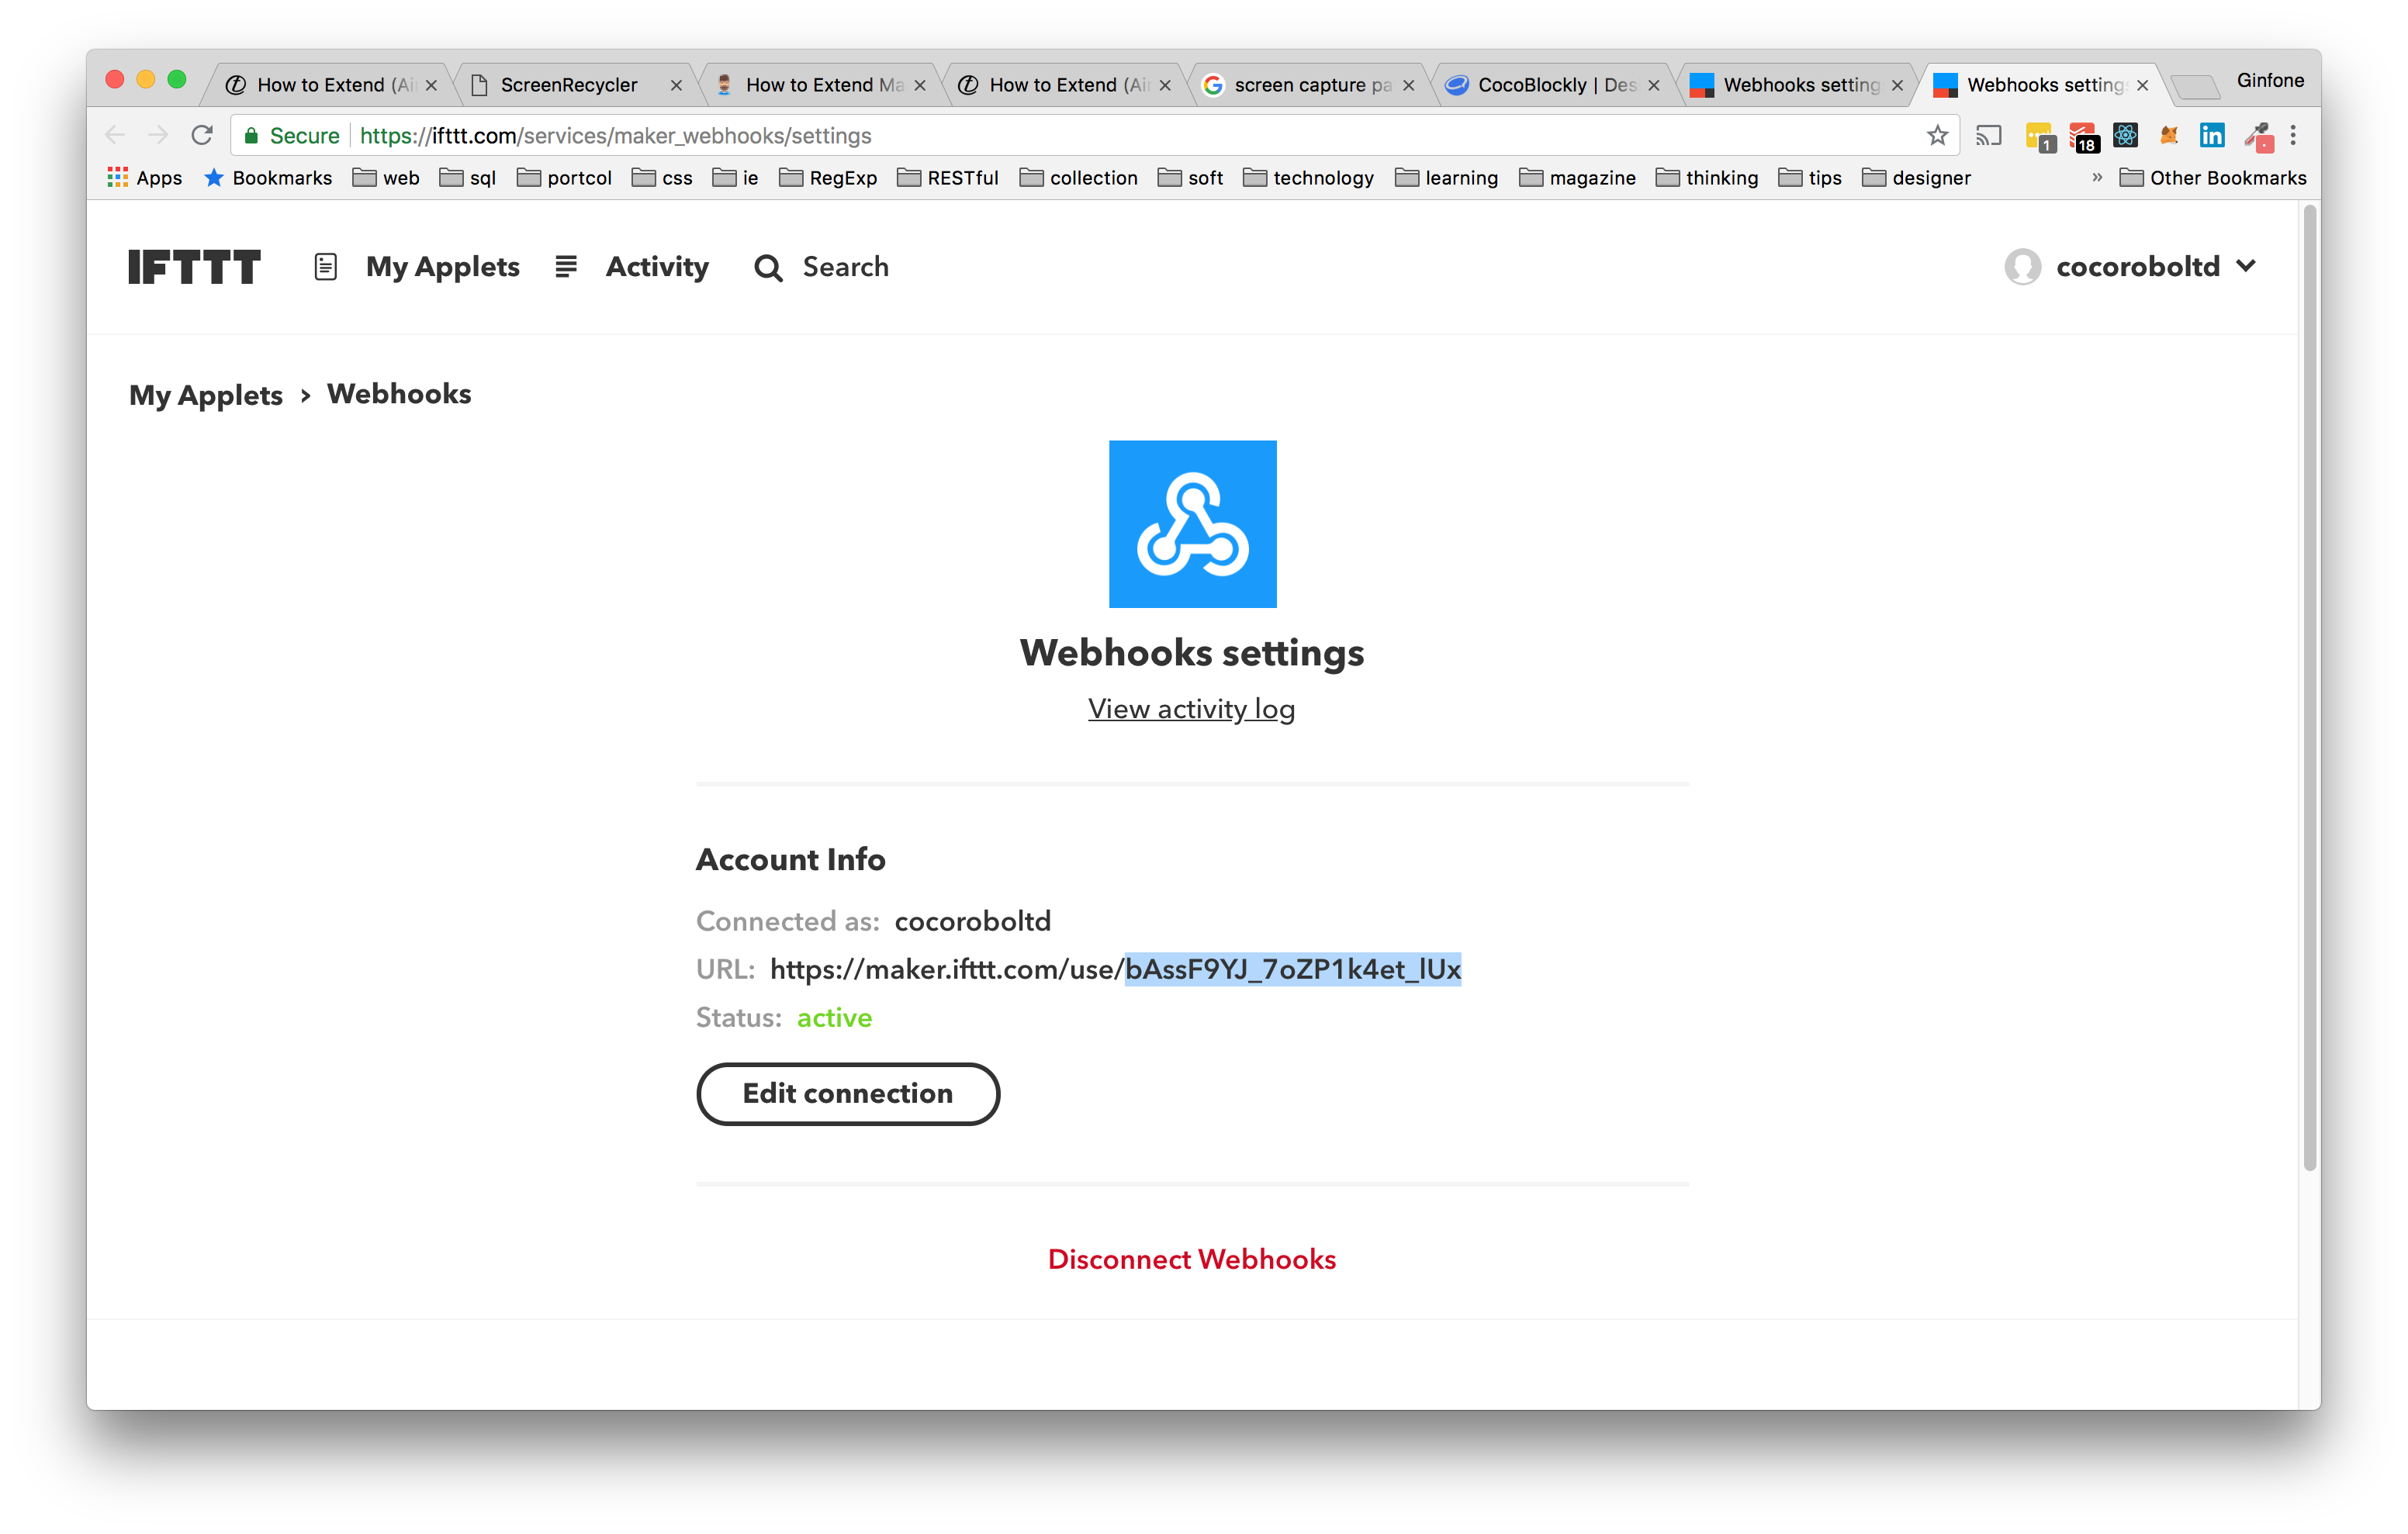 How to Extend (Ai
ScreenRecycler
How to Extend Ma
How to Extend (Ai
screen capture pa
CocoBlockly | Des
Webhooks setting
Webhooks setting
Ginfone
Secure
https://ifttt.com/services/maker_webhooks/settings
1
18
in
Apps
Bookmarks
web
sql
portcol
css
ie
RegExp
RESTful
collection
soft
technology
learning
magazine
thinking
tips
designer
»
Other Bookmarks
IFTTT
My Applets
Activity
Search
cocoroboltd
My Applets › Webhooks
Webhooks settings
View activity log
Account Info
Connected as: cocoroboltd
URL: https://maker.ifttt.com/use/bAssF9YJ_7oZP1k4et_lUx
Status: active
Edit connection
Disconnect Webhooks